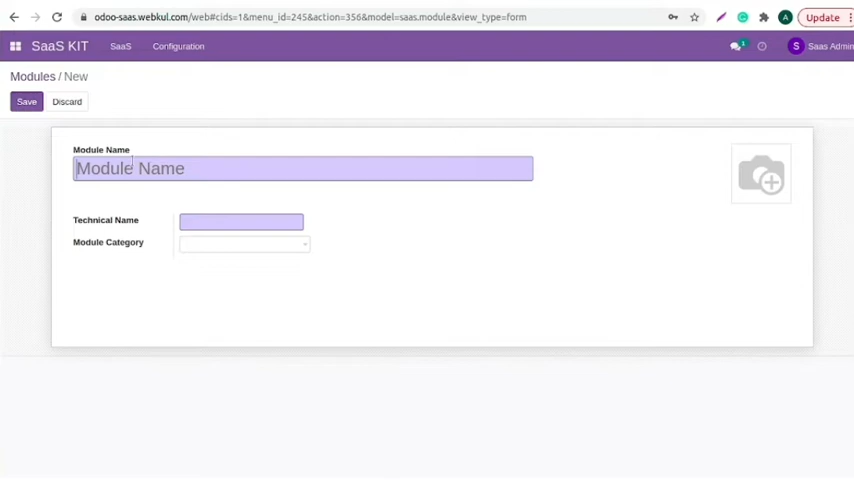 odoo-saas.webkul.com/web#cids=1&menu_id=245&action=356&model=saas.module&view_type=form
A
Update
SaaS KIT
SaaS
Configuration
1
S
Saas Admin
Modules / New
Save
Discard
Module Name
Module Name
Technical Name
Module Category